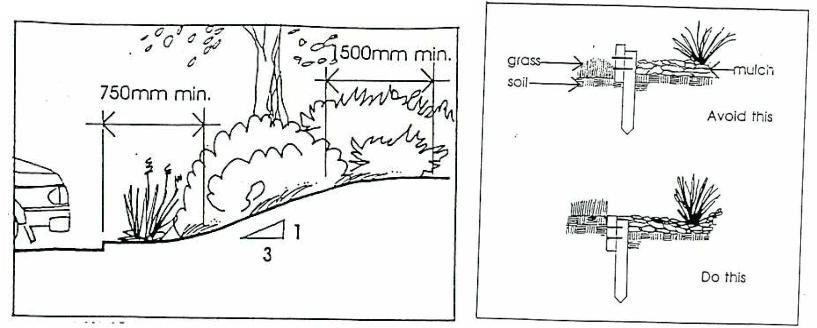 1500mm min.
750mm min.
1
3
grass
soil
mulch
Avoid this
Do this